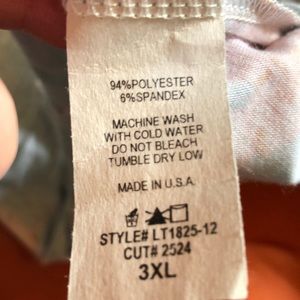 94%POLYESTER
6%SPANDEX
MACHINE WASH
WITH COLD WATER
DO NOT BLEACH
TUMBLE DRY LOW
MADE IN U.S.A.
STYLE# LT1825-12
CUT# 2524
3XL